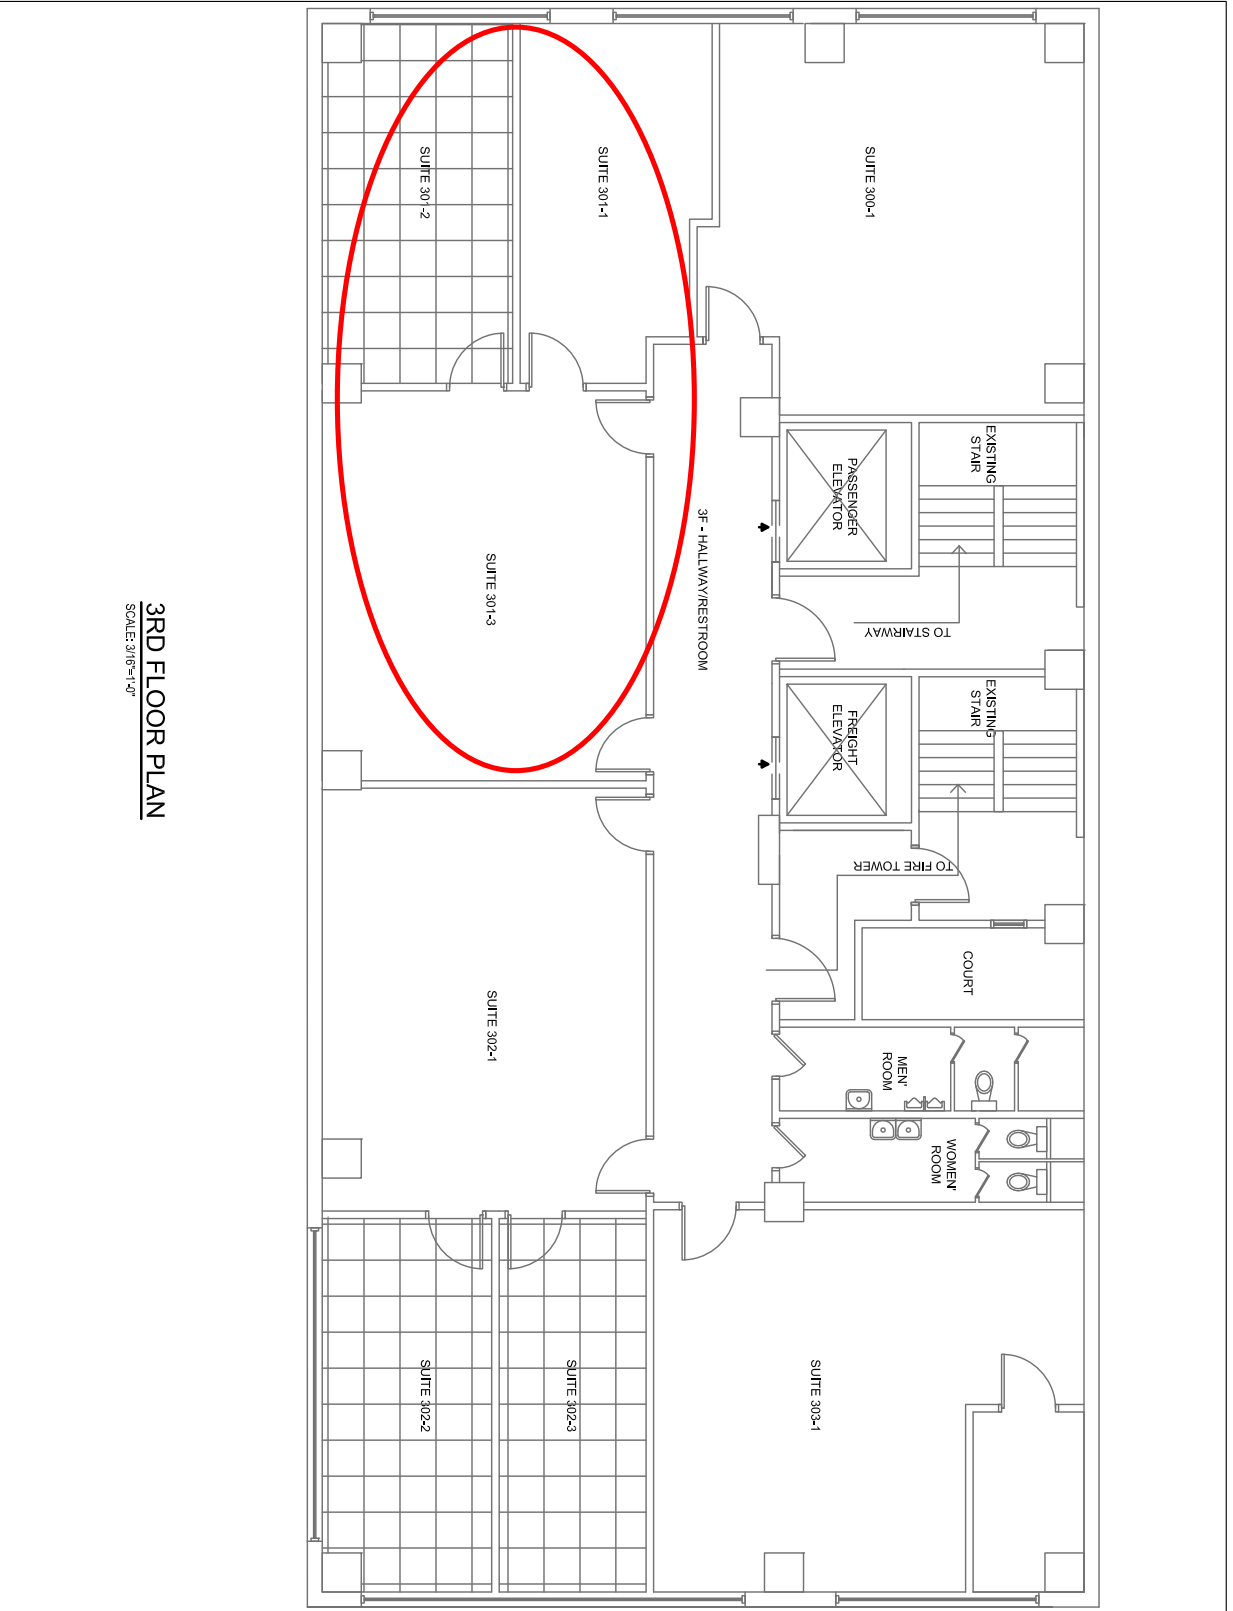 SUITE 301-2
SUITE 301-1
SUITE 300-1
EXISTING
STAIR
PASSENGER
ELEVATOR
3F - HALLWAY/RESTROOM
SUITE 301-3
TO STAIRWAY
EXISTING
STAIR
FREIGHT
ELEVATOR
TO FIRE TOWER
COURT
SUITE 302-1
MEN'
ROOM
WOMEN'
ROOM
SUITE 302-2
SUITE 302-3
SUITE 303-1
3RD FLOOR PLAN
SCALE: 3/16"=1'-0"